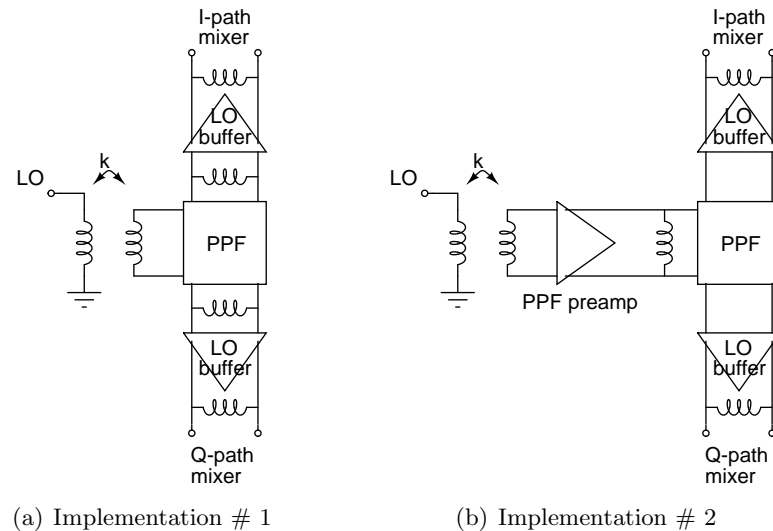 I-path
mixer
LO
buffer
k
LO
PPF
LO
buffer
Q-path
mixer
(a) Implementation # 1
I-path
mixer
LO
buffer
k
LO
PPF
PPF preamp
LO
buffer
Q-path
mixer
(b) Implementation # 2